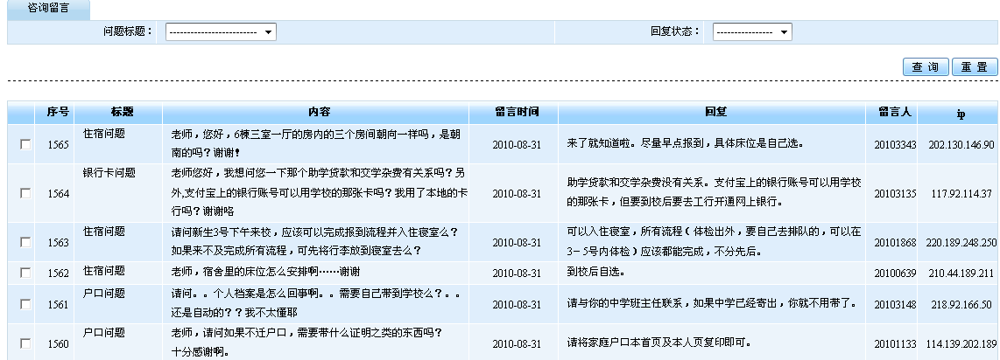 咨询留言
问题标题： ------------------------- 回复状态： ----------------
查 询 重 置
序号 标题 内容 留言时间 回复 留言人 ip
1565 住宿问题 老师，您好，6楝三室一厅的房内的三个房间朝向一样吗，是朝
南的吗？谢谢！ 2010-08-31 来了就知道啦。尽量早点报到，具体床位是自己选。 20103343 202.130.146.90
1564 银行卡问题 老师您好，我想问您一下那个助学贷款和交学杂费有关系吗？另
外,支付宝上的银行账号可以用学校的那张卡吗？我用了本地的卡
行吗？谢谢咯 2010-08-31 助学贷款和交学杂费没有关系。支付宝上的银行账号可以用学校
的那张卡，但要到校后要去工行开通网上银行。 20103135 117.92.114.37
1563 住宿问题 请问新生3号下午来校，应该可以完成报到流程并入住寝室么？
如果来不及完成所有流程，可先将行李放到寝室去么？ 2010-08-31 可以入住寝室，所有流程（体检出外，要自己去排队的，可以在
3－5号内体检）应该都能完成，不分先后。 20101868 220.189.248.250
1562 住宿问题 老师，宿舍里的床位怎么安排啊……谢谢 2010-08-31 到校后自选。 20100639 210.44.189.211
1561 户口问题 请问。。个人档案是怎么回事啊。。需要自己带到学校么？。。
还是自动的？？我不太懂耶 2010-08-31 请与你的中学班主任联系，如果中学已经寄出，你就不用带了。 20103148 218.92.166.50
1560 户口问题 老师，请问如果不迁户口，需要带什么证明之类的东西吗？
十分感谢啊。 2010-08-31 请将家庭户口本首页及本人页复印即可。 20101133 114.139.202.189